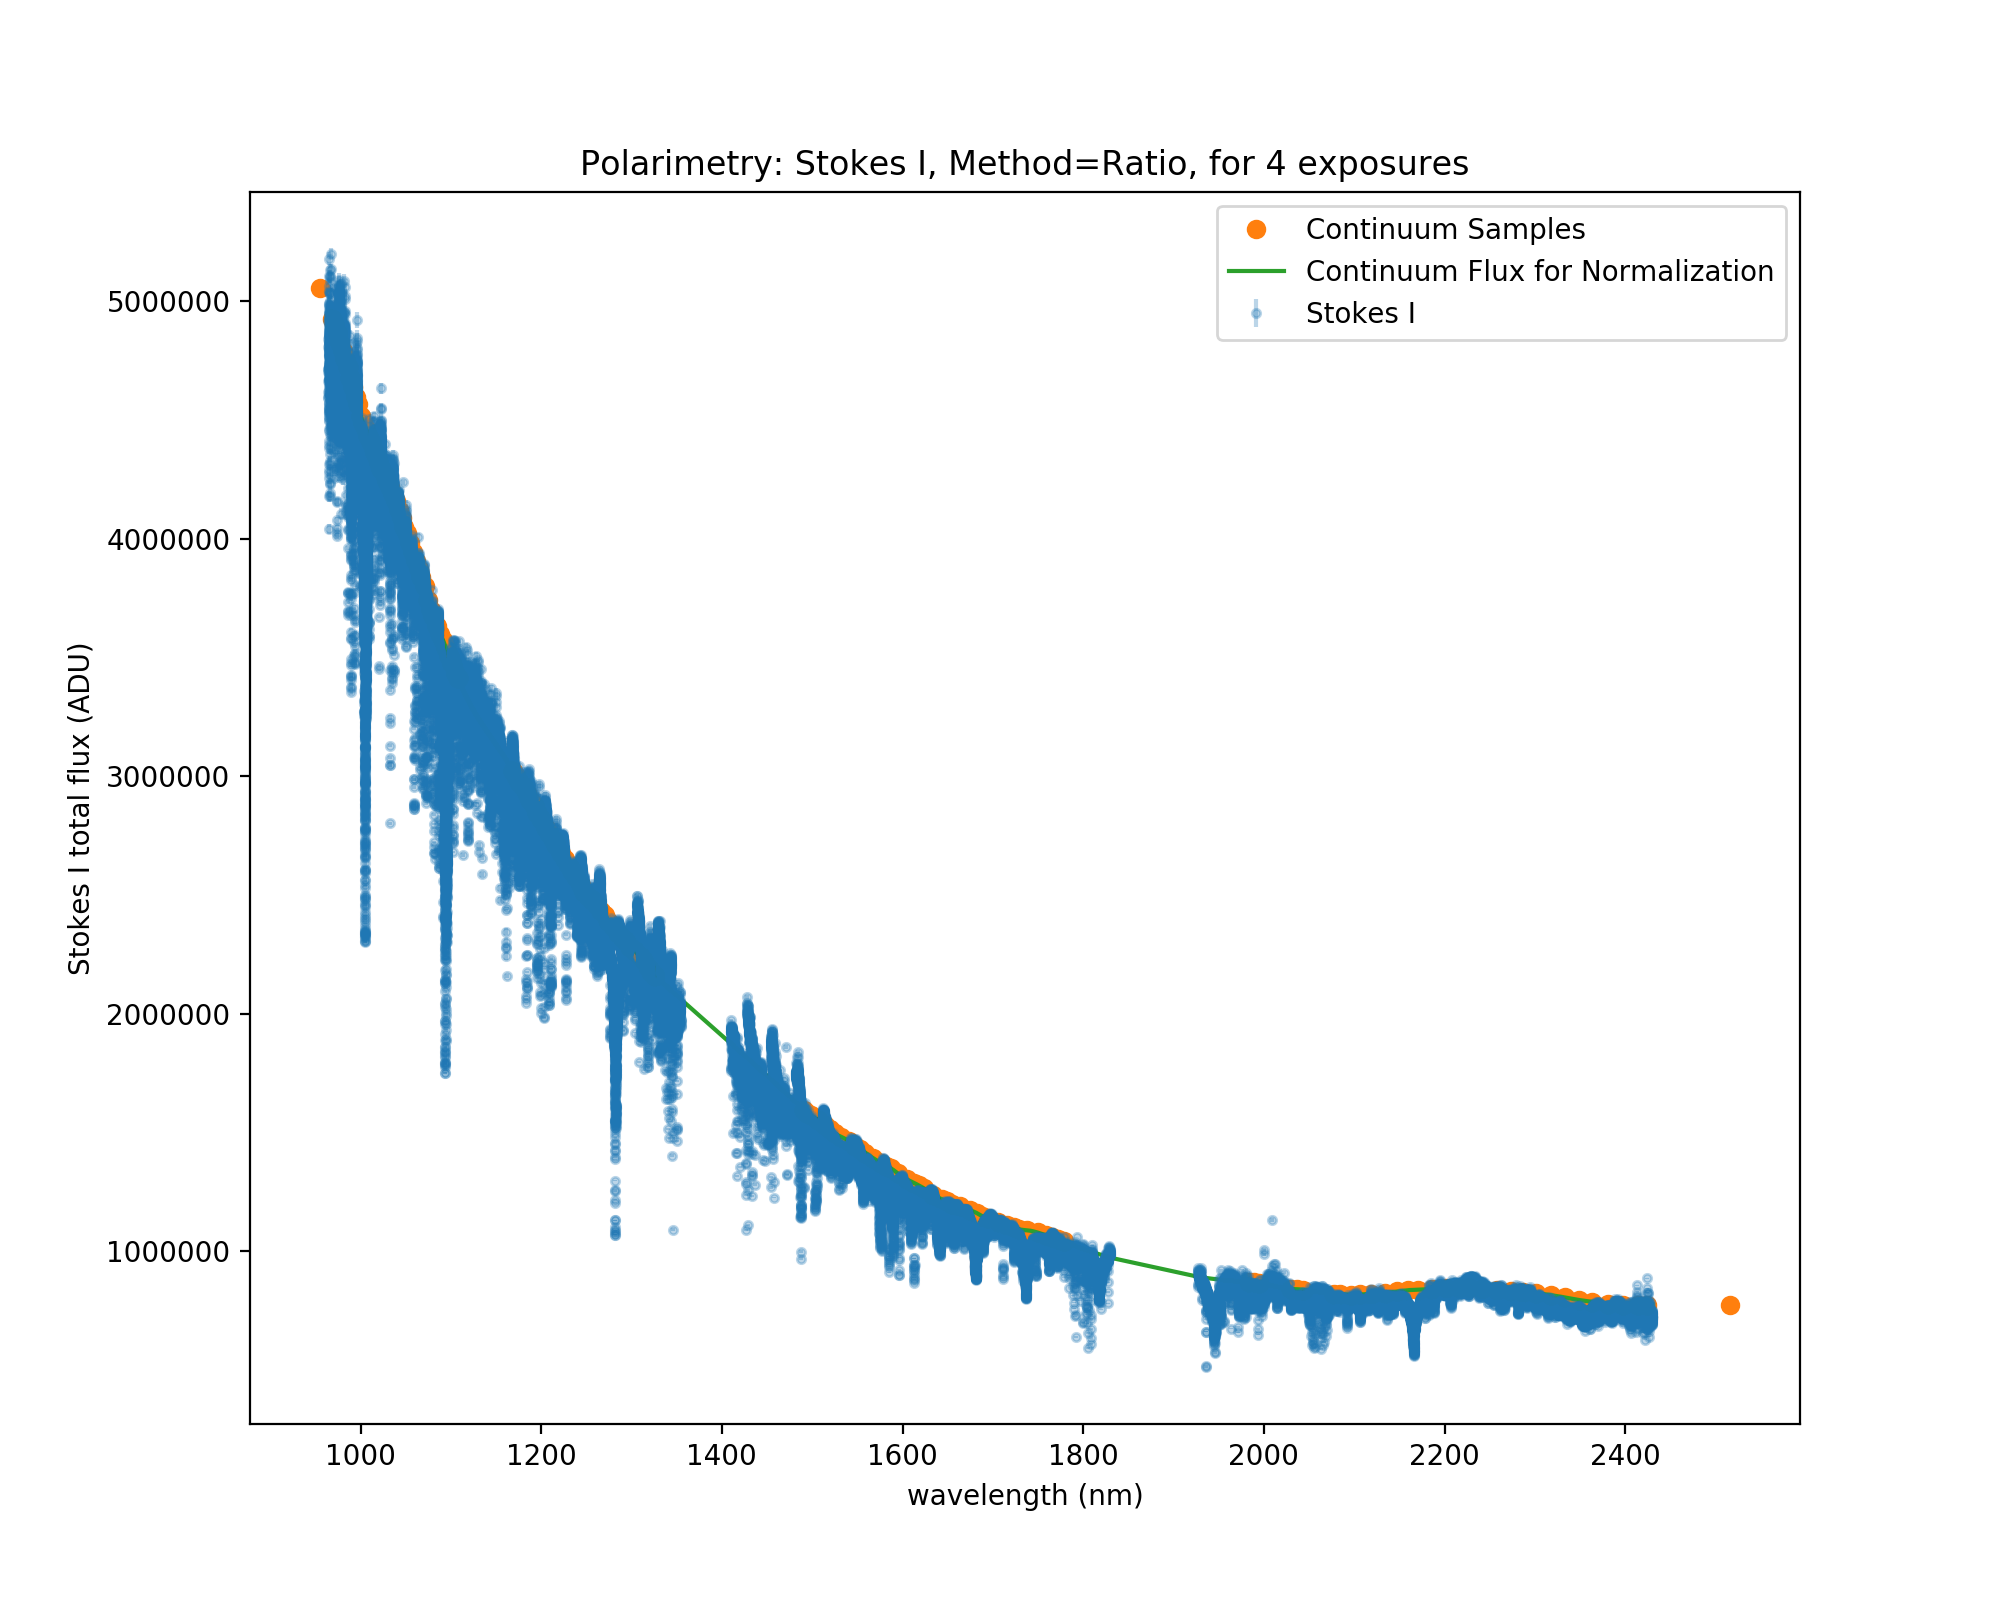 Polarimetry: Stokes I, Method=Ratio, for 4 exposures
Continuum Samples
Continuum Flux for Normalization
Stokes I
5000000
4000000
3000000
2000000
1000000
Stokes I total flux (ADU)
1000 1200 1400 1600 1800 2000 2200 2400
wavelength (nm)